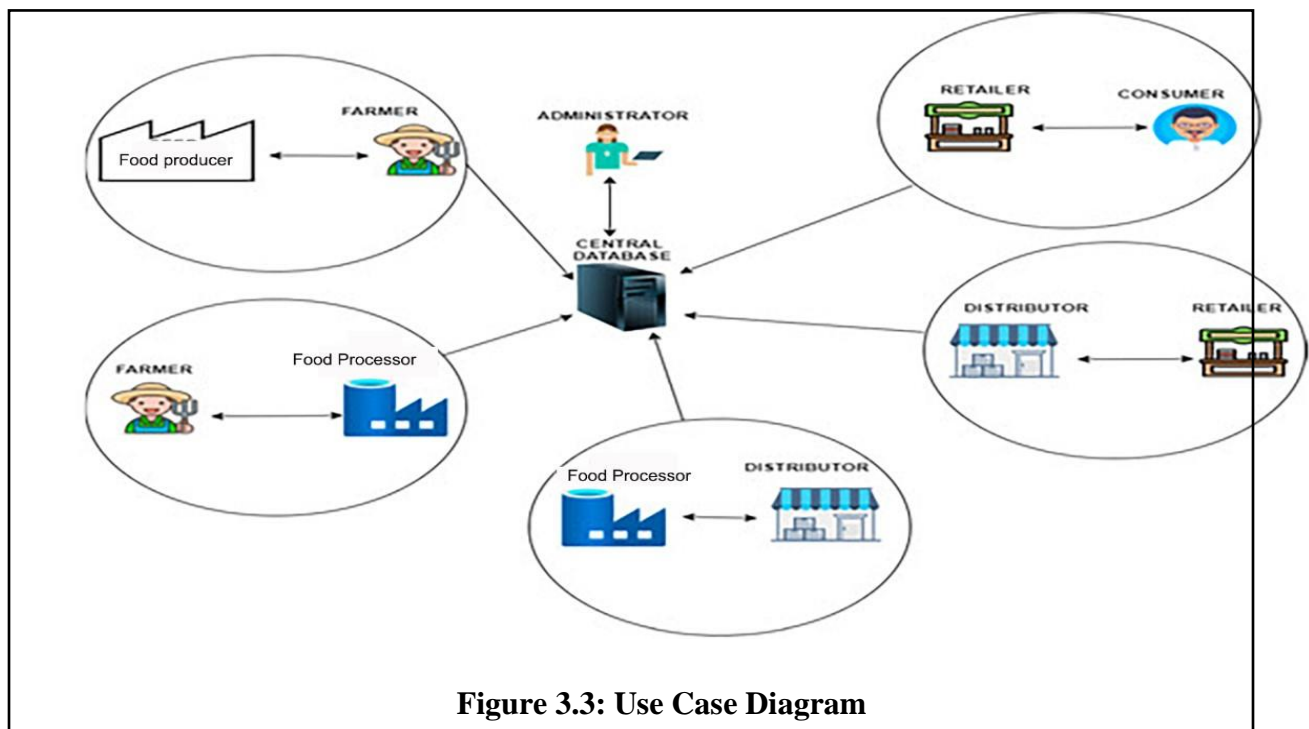 FARMER
Food producer
ADMINISTRATOR
RETAILER
CONSUMER
CENTRAL
DATABASE
DISTRIBUTOR
RETAILER
FARMER
Food Processor
Food Processor
DISTRIBUTOR
Figure 3.3: Use Case Diagram